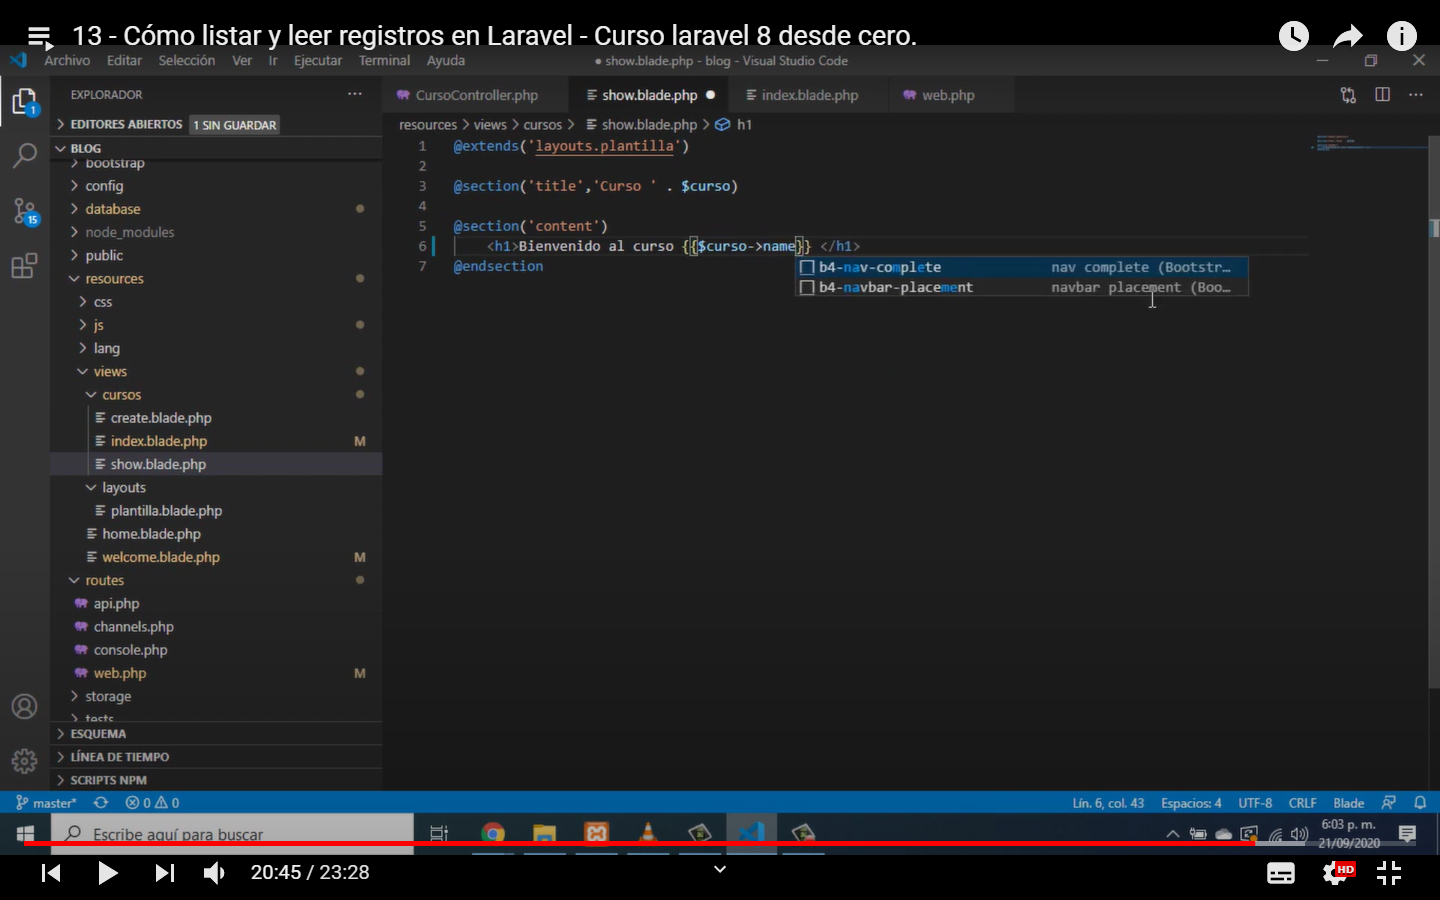 13 - Cómo listar y leer registros en Laravel - Curso laravel 8 desde cero.
Archivo Editar Selección Ver Ir Ejecutar Terminal Ayuda
● show.blade.php - blog - Visual Studio Code
EXPLORADOR
CursoController.php show.blade.php index.blade.php web.php
1
EDITORES ABIERTOS 1 SIN GUARDAR
resources > views > cursos > show.blade.php > h1
BLOG
bootstrap
config
database
node_modules
public
resources
css
js
lang
views
cursos
create.blade.php
index.blade.php M
show.blade.php
layouts
plantilla.blade.php
home.blade.php
welcome.blade.php M
routes
api.php
channels.php
console.php
web.php M
storage
tests
ESQUEMA
LÍNEA DE TIEMPO
SCRIPTS NPM
15
1 @extends('layouts.plantilla')
2
3 @section('title','Curso ' . $curso)
4
5 @section('content')
6 <h1>Bienvenido al curso {{$curso->name}} </h1>
7 @endsection
b4-nav-complete nav complete (Bootstr...
b4-navbar-placement navbar placement (Boo...
master* 0 0 Lín. 6, col. 43 Espacios: 4 UTF-8 CRLF Blade
Escribe aquí para buscar
6:03 p. m.
21/09/2020
20:45 / 23:28
HD